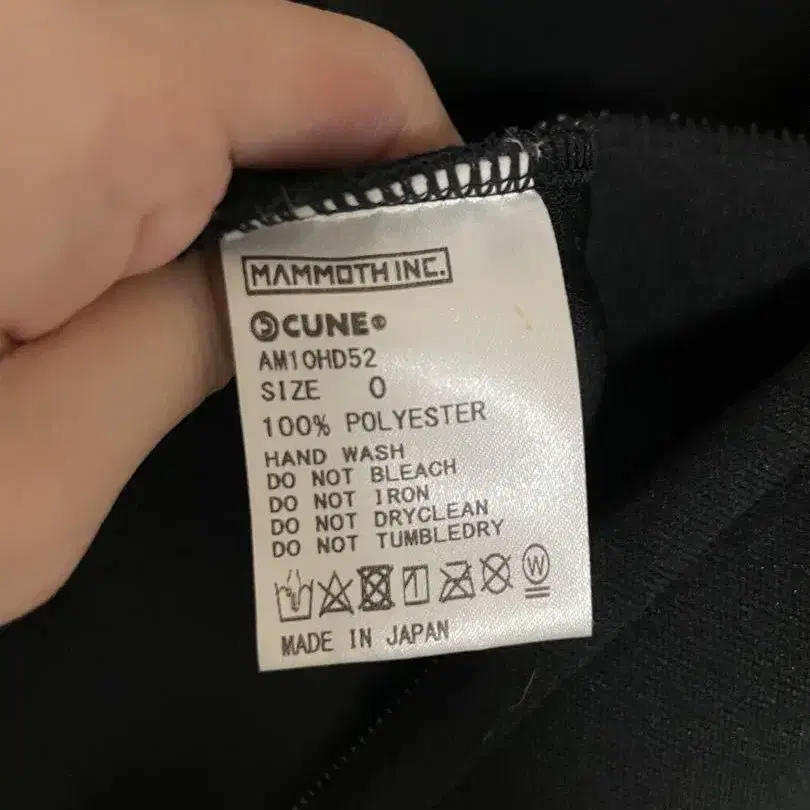 MAMMOTH INC.
CUNE®
AM10HD52
SIZE 0
100% POLYESTER
HAND WASH
DO NOT BLEACH
DO NOT IRON
DO NOT DRYCLEAN
DO NOT TUMBLEDRY
W
MADE IN JAPAN